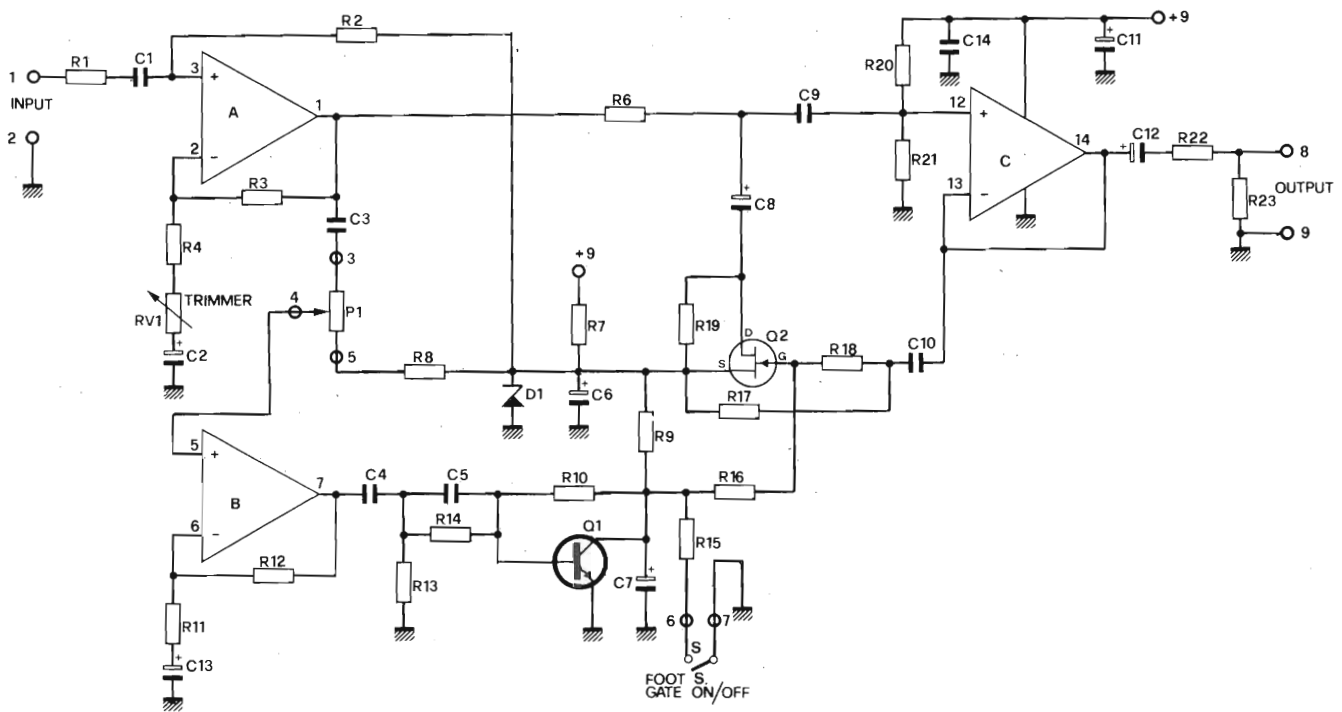 R2
+9
R1
C1
1
INPUT
3
+
A
1
R6
C9
R20
C14
+
C11
12
+
2
2
−
R3
R21
C
14
+
C12
R22
8
OUTPUT
13
−
R23
9
+
C8
R4
C3
3
+9
TRIMMER
RV1
4
P1
R7
R19
D
Q2
+
C2
5
R8
S
G
R18
C10
D1
+
C6
R17
R9
5
+
B
7
C4
C5
R10
R16
6
−
R14
Q1
R15
R12
R13
C7
+
R11
6
7
+
C13
S
FOOT S.
GATE ON/OFF